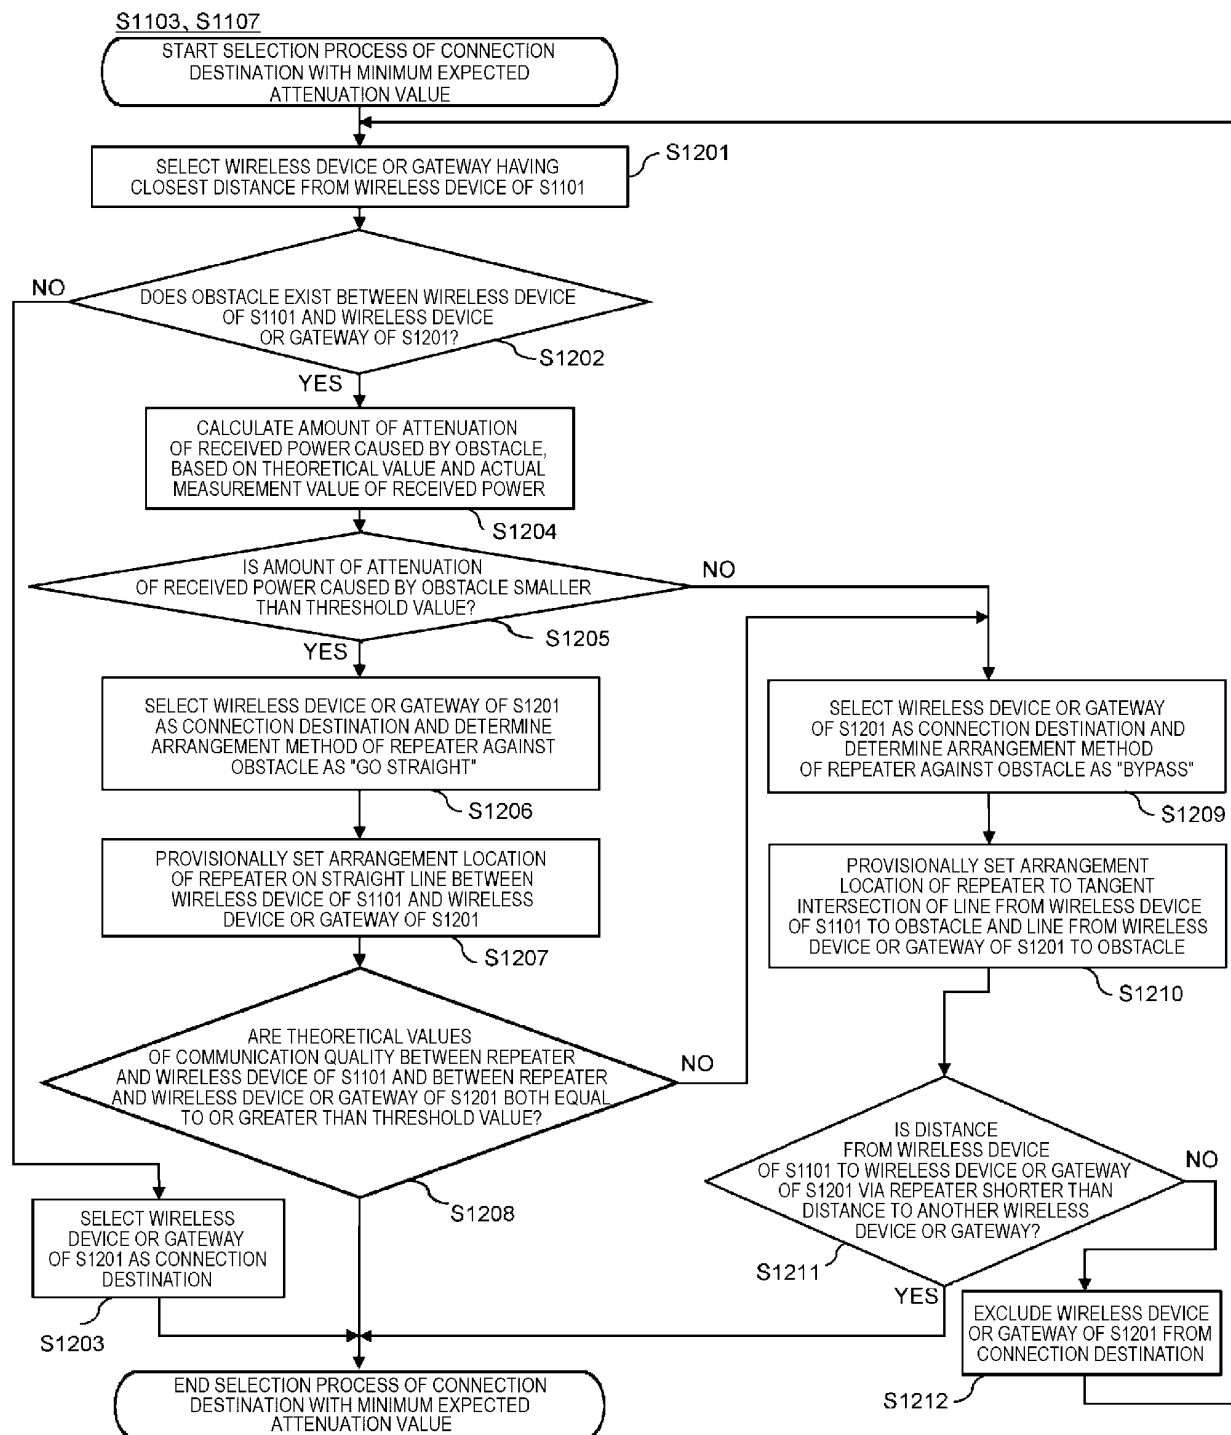 S1103, S1107
START SELECTION PROCESS OF CONNECTION
DESTINATION WITH MINIMUM EXPECTED
ATTENUATION VALUE
SELECT WIRELESS DEVICE OR GATEWAY HAVING
CLOSEST DISTANCE FROM WIRELESS DEVICE OF S1101
S1201
NO
DOES OBSTACLE EXIST BETWEEN WIRELESS DEVICE
OF S1101 AND WIRELESS DEVICE
OR GATEWAY OF S1201?
S1202
YES
CALCULATE AMOUNT OF ATTENUATION
OF RECEIVED POWER CAUSED BY OBSTACLE,
BASED ON THEORETICAL VALUE AND ACTUAL
MEASUREMENT VALUE OF RECEIVED POWER
S1204
IS AMOUNT OF ATTENUATION
OF RECEIVED POWER CAUSED BY OBSTACLE SMALLER
THAN THRESHOLD VALUE?
NO
S1205
YES
SELECT WIRELESS DEVICE OR GATEWAY OF S1201
AS CONNECTION DESTINATION AND DETERMINE
ARRANGEMENT METHOD OF REPEATER AGAINST
OBSTACLE AS "GO STRAIGHT"
S1206
PROVISIONALLY SET ARRANGEMENT LOCATION
OF REPEATER ON STRAIGHT LINE BETWEEN
WIRELESS DEVICE OF S1101 AND WIRELESS
DEVICE OR GATEWAY OF S1201
S1207
ARE THEORETICAL VALUES
OF COMMUNICATION QUALITY BETWEEN REPEATER
AND WIRELESS DEVICE OF S1101 AND BETWEEN REPEATER
AND WIRELESS DEVICE OR GATEWAY OF S1201 BOTH EQUAL
TO OR GREATER THAN THRESHOLD VALUE?
NO
S1208
SELECT WIRELESS
DEVICE OR GATEWAY
OF S1201 AS CONNECTION
DESTINATION
S1203
SELECT WIRELESS DEVICE OR GATEWAY
OF S1201 AS CONNECTION DESTINATION AND
DETERMINE ARRANGEMENT METHOD
OF REPEATER AGAINST OBSTACLE AS "BYPASS"
S1209
PROVISIONALLY SET ARRANGEMENT
LOCATION OF REPEATER TO TANGENT
INTERSECTION OF LINE FROM WIRELESS DEVICE
OF S1101 TO OBSTACLE AND LINE FROM WIRELESS
DEVICE OR GATEWAY OF S1201 TO OBSTACLE
S1210
IS DISTANCE
FROM WIRELESS DEVICE
OF S1101 TO WIRELESS DEVICE OR GATEWAY
OF S1201 VIA REPEATER SHORTER THAN
DISTANCE TO ANOTHER WIRELESS
DEVICE OR GATEWAY?
NO
S1211
YES
EXCLUDE WIRELESS DEVICE
OR GATEWAY OF S1201 FROM
CONNECTION DESTINATION
S1212
END SELECTION PROCESS OF CONNECTION
DESTINATION WITH MINIMUM EXPECTED
ATTENUATION VALUE